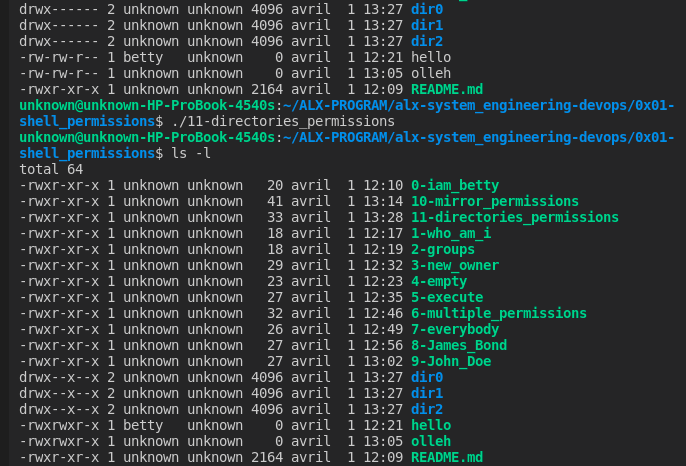 drwx------ 2 unknown unknown 4096 avril  1 13:27 dir0
drwx------ 2 unknown unknown 4096 avril  1 13:27 dir1
drwx------ 2 unknown unknown 4096 avril  1 13:27 dir2
-rw-rw-r-- 1 betty   unknown    0 avril  1 12:21 hello
-rw-rw-r-- 1 unknown unknown    0 avril  1 13:05 olleh
-rwxr-xr-x 1 unknown unknown 2164 avril  1 12:09 README.md
unknown@unknown-HP-ProBook-4540s:~/ALX-PROGRAM/alx-system_engineering-devops/0x01-
shell_permissions$ ./11-directories_permissions
unknown@unknown-HP-ProBook-4540s:~/ALX-PROGRAM/alx-system_engineering-devops/0x01-
shell_permissions$ ls -l
total 64
-rwxr-xr-x 1 unknown unknown   20 avril  1 12:10 0-iam_betty
-rwxr-xr-x 1 unknown unknown   41 avril  1 13:14 10-mirror_permissions
-rwxr-xr-x 1 unknown unknown   33 avril  1 13:28 11-directories_permissions
-rwxr-xr-x 1 unknown unknown   18 avril  1 12:17 1-who_am_i
-rwxr-xr-x 1 unknown unknown   18 avril  1 12:19 2-groups
-rwxr-xr-x 1 unknown unknown   29 avril  1 12:32 3-new_owner
-rwxr-xr-x 1 unknown unknown   23 avril  1 12:23 4-empty
-rwxr-xr-x 1 unknown unknown   27 avril  1 12:35 5-execute
-rwxr-xr-x 1 unknown unknown   32 avril  1 12:46 6-multiple_permissions
-rwxr-xr-x 1 unknown unknown   26 avril  1 12:49 7-everybody
-rwxr-xr-x 1 unknown unknown   27 avril  1 12:56 8-James_Bond
-rwxr-xr-x 1 unknown unknown   27 avril  1 13:02 9-John_Doe
drwx--x--x 2 unknown unknown 4096 avril  1 13:27 dir0
drwx--x--x 2 unknown unknown 4096 avril  1 13:27 dir1
drwx--x--x 2 unknown unknown 4096 avril  1 13:27 dir2
-rwxrwxr-x 1 betty   unknown    0 avril  1 12:21 hello
-rwxrwxr-x 1 unknown unknown    0 avril  1 13:05 olleh
-rwxr-xr-x 1 unknown unknown 2164 avril  1 12:09 README.md